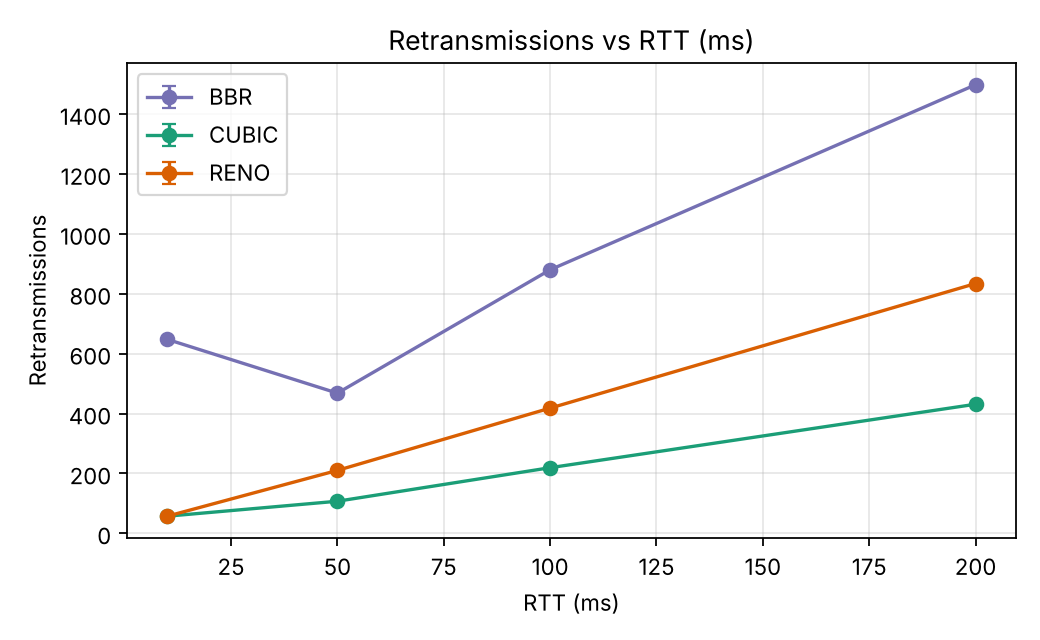 Retransmissions vs RTT (ms)
BBR
CUBIC
RENO
Retransmissions
1400
1200
1000
800
600
400
200
0
25 50 75 100 125 150 175 200
RTT (ms)